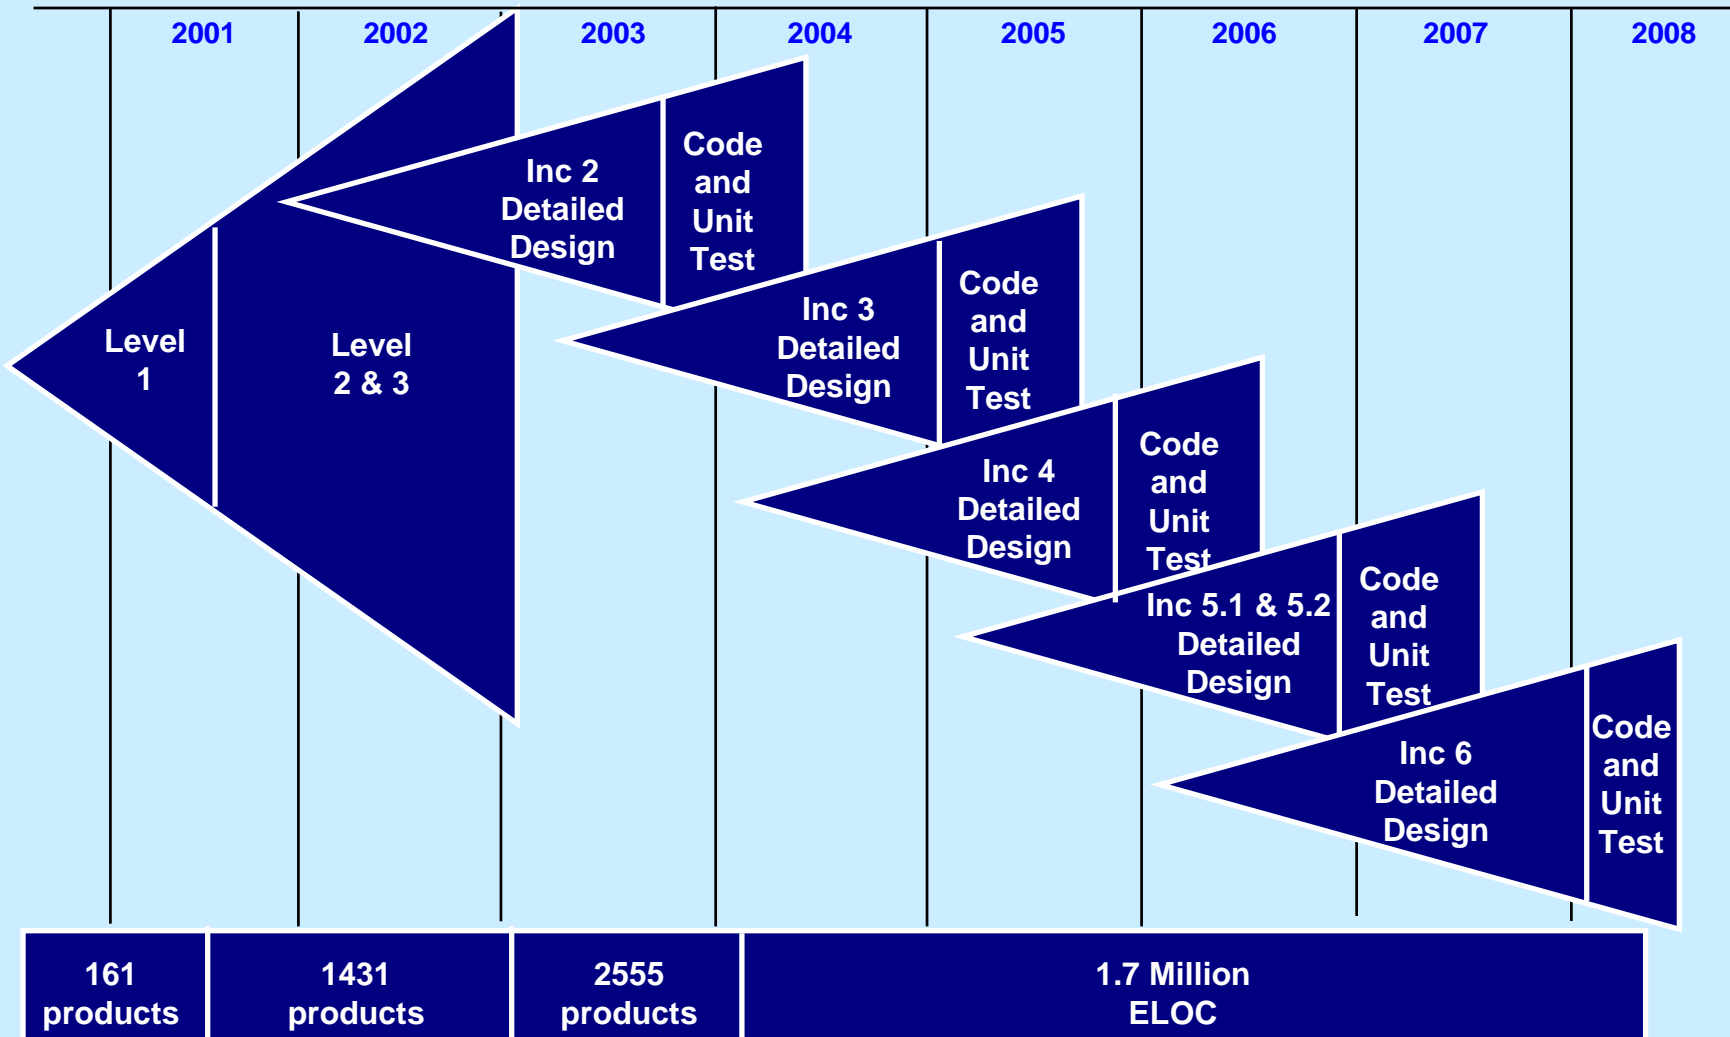 2001 2002 2003 2004 2005 2006 2007 2008
Level
1
Level
2 & 3
Inc 2
Detailed
Design
Code
and
Unit
Test
Inc 3
Detailed
Design
Code
and
Unit
Test
Inc 4
Detailed
Design
Code
and
Unit
Test
Inc 5.1 & 5.2
Detailed
Design
Code
and
Unit
Test
Inc 6
Detailed
Design
Code
and
Unit
Test
161
products
1431
products
2555
products
1.7 Million
ELOC